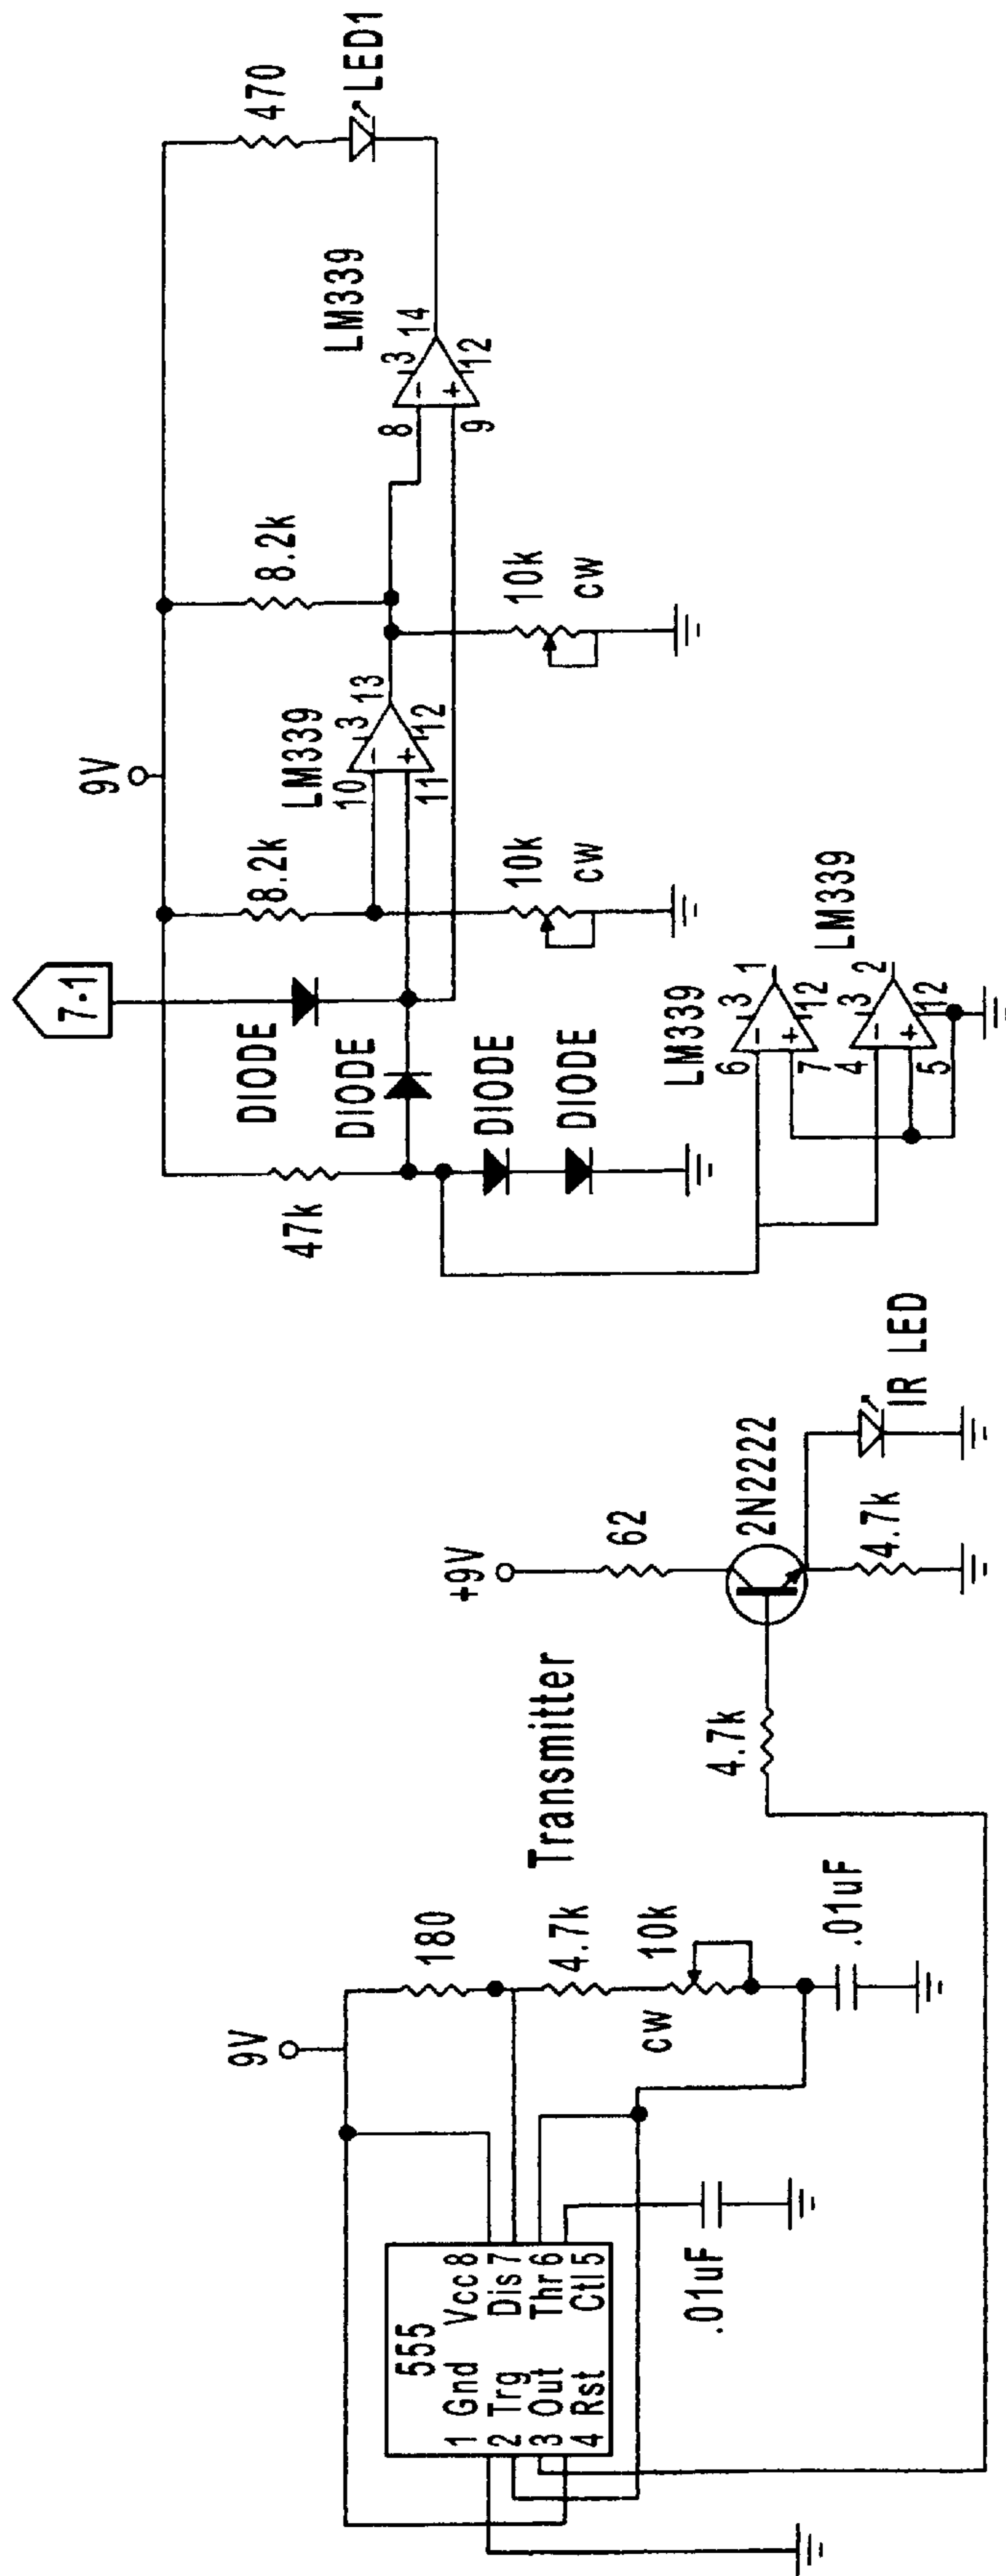 9V
180
4.7k
10k
cw
.01uF
555
1 Gnd Vcc 8
2 Trg Dis 7
3 Out Thr 6
4 Rst Ctl 5
.01uF
Transmitter
+9V
62
4.7k
2N2222
4.7k
IR LED
7.1
9V
47k
DIODE
DIODE
DIODE
DIODE
8.2k
10k
cw
LM339
10
11
3
12
13
8.2k
10k
cw
LM339
8
9
3
12
14
470
LED1
LM339
6
7
3
12
1
LM339
4
5
3
12
2